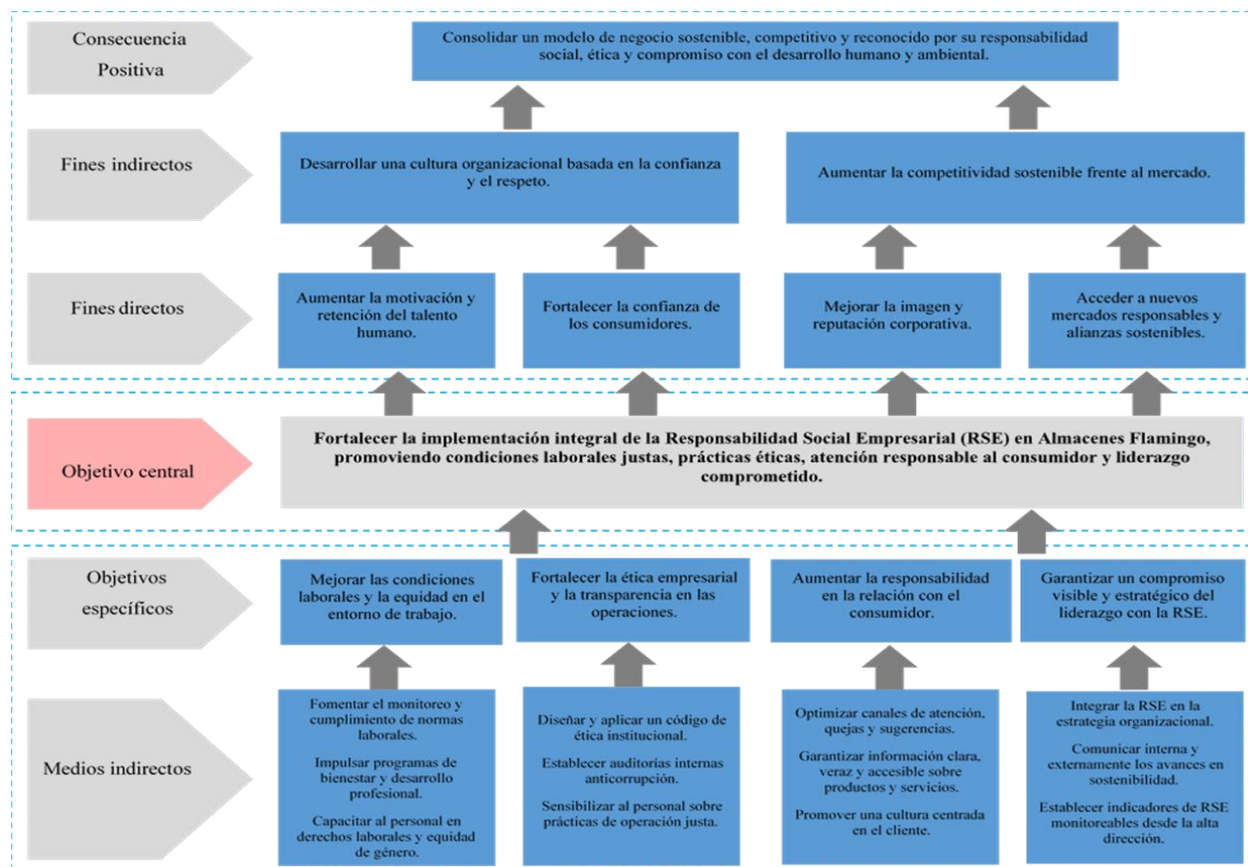 Consecuencia
Positiva
Consolidar un modelo de negocio sostenible, competitivo y reconocido por su responsabilidad
social, ética y compromiso con el desarrollo humano y ambiental.
Fines indirectos
Desarrollar una cultura organizacional basada en la confianza
y el respeto.
Aumentar la competitividad sostenible frente al mercado.
Fines directos
Aumentar la motivación y
retención del talento
humano.
Fortalecer la confianza de
los consumidores.
Mejorar la imagen y
reputación corporativa.
Acceder a nuevos
mercados responsables y
alianzas sostenibles.
Objetivo central
Fortalecer la implementación integral de la Responsabilidad Social Empresarial (RSE) en Almacenes Flamingo,
promoviendo condiciones laborales justas, prácticas éticas, atención responsable al consumidor y liderazgo
comprometido.
Objetivos
específicos
Mejorar las condiciones
laborales y la equidad en el
entorno de trabajo.
Fortalecer la ética empresarial
y la transparencia en las
operaciones.
Aumentar la responsabilidad
en la relación con el
consumidor.
Garantizar un compromiso
visible y estratégico del
liderazgo con la RSE.
Medios indirectos
Fomentar el monitoreo y
cumplimiento de normas
laborales.
Impulsar programas de
bienestar y desarrollo
profesional.
Capacitar al personal en
derechos laborales y equidad
de género.
Diseñar y aplicar un código de
ética institucional.
Establecer auditorías internas
anticorrupción.
Sensibilizar al personal sobre
prácticas de operación justa.
Optimizar canales de atención,
quejas y sugerencias.
Garantizar información clara,
veraz y accesible sobre
productos y servicios.
Promover una cultura centrada
en el cliente.
Integrar la RSE en la
estrategia organizacional.
Comunicar interna y
externamente los avances en
sostenibilidad.
Establecer indicadores de RSE
monitoreables desde la alta
dirección.